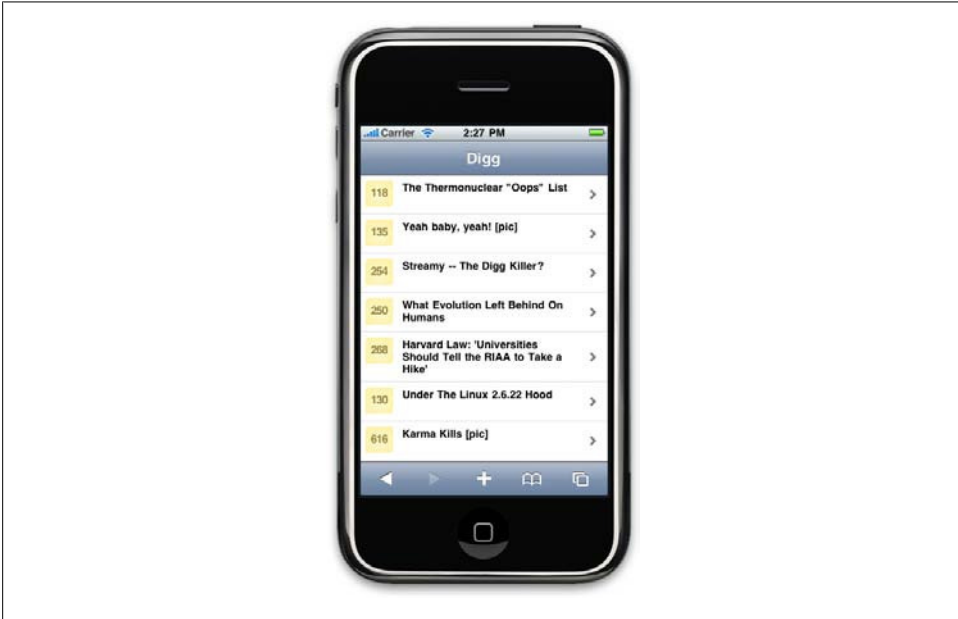 Carrier 2:27 PM
Digg
118 The Thermonuclear "Oops" List
135 Yeah baby, yeah! [pic]
254 Streamy -- The Digg Killer?
250 What Evolution Left Behind On
Humans
268 Harvard Law: 'Universities
Should Tell the RIAA to Take a
Hike'
130 Under The Linux 2.6.22 Hood
616 Karma Kills [pic]